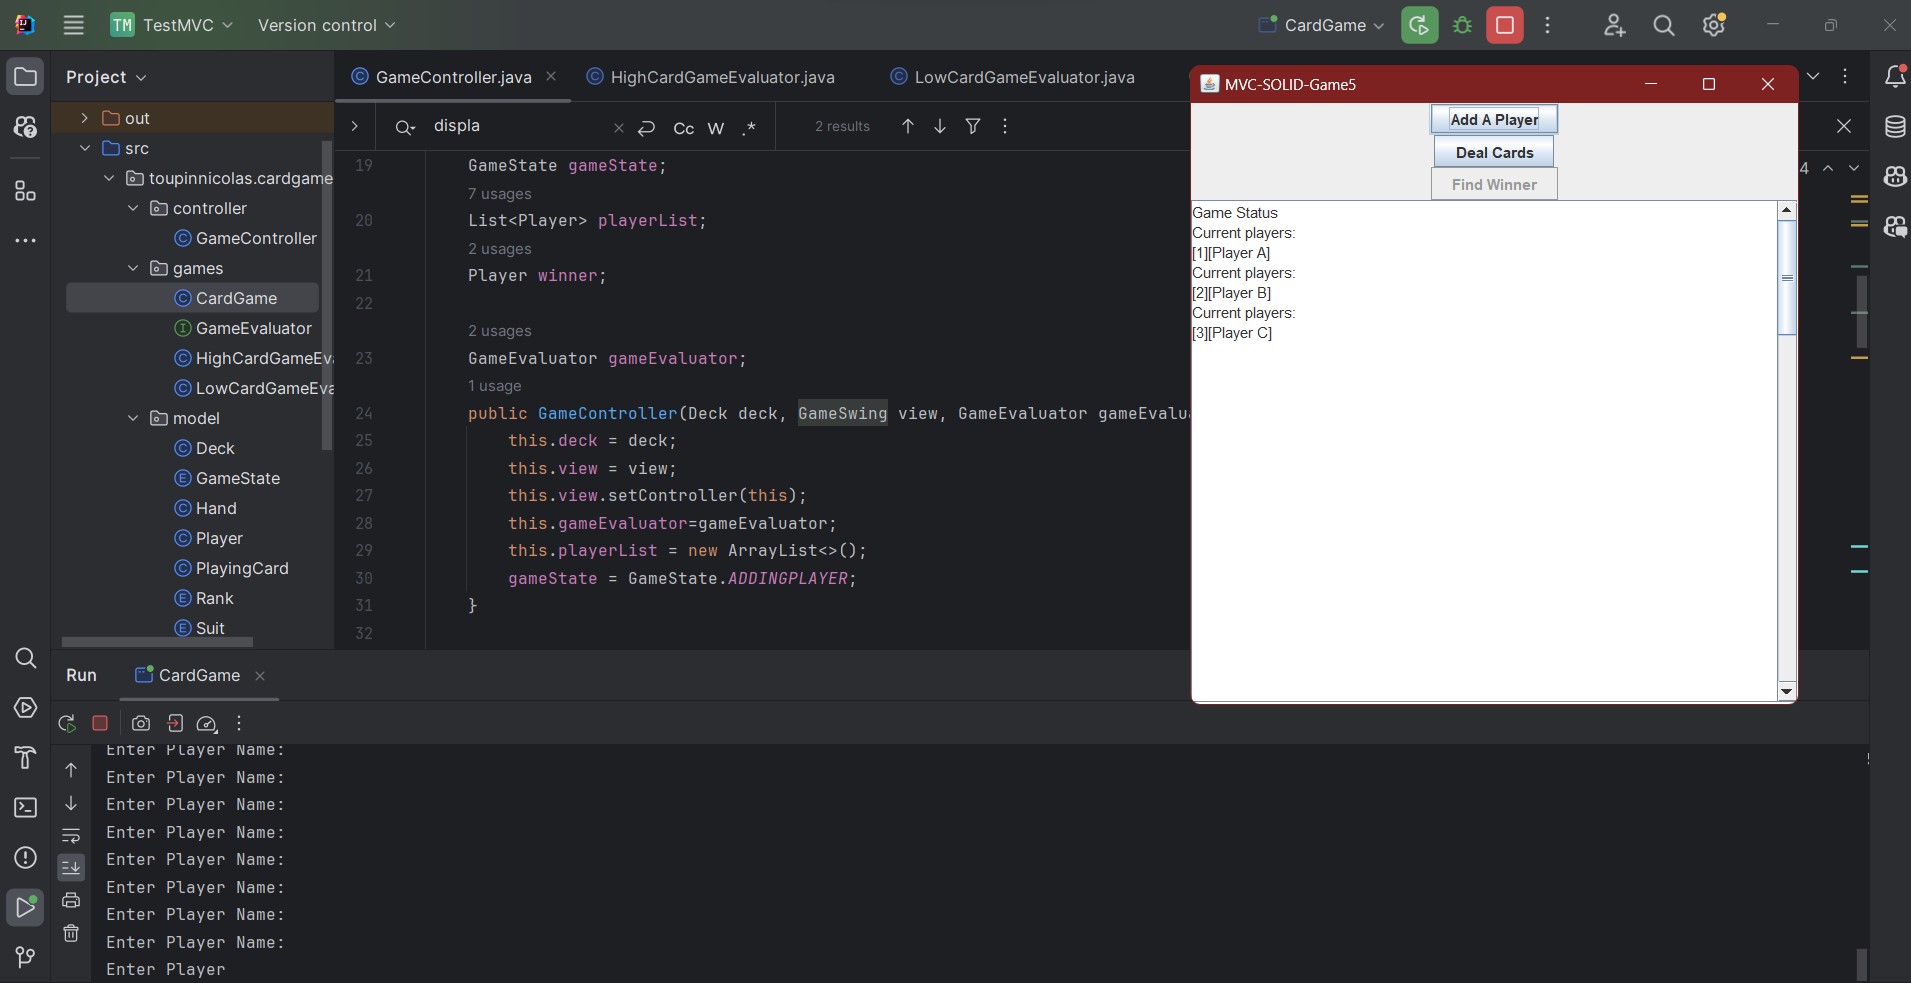 TM TestMVC Version control CardGame
Project
GameController.java HighCardGameEvaluator.java LowCardGameEvaluator.java
displa Cc W .* 2 results
out
src
toupinnicolas.cardgame
controller
GameController
games
CardGame
GameEvaluator
HighCardGameEv
LowCardGameEva
model
Deck
GameState
Hand
Player
PlayingCard
Rank
Suit
19 GameState gameState;
7 usages
20 List<Player> playerList;
2 usages
21 Player winner;
22
2 usages
23 GameEvaluator gameEvaluator;
1 usage
24 public GameController(Deck deck, GameSwing view, GameEvaluator gameEvalu
25 this.deck = deck;
26 this.view = view;
27 this.view.setController(this);
28 this.gameEvaluator=gameEvaluator;
29 this.playerList = new ArrayList<>();
30 gameState = GameState.ADDINGPLAYER;
31 }
32
4
MVC-SOLID-Game5
Add A Player
Deal Cards
Find Winner
Game Status
Current players:
[1][Player A]
Current players:
[2][Player B]
Current players:
[3][Player C]
Run CardGame
Enter Player Name:
Enter Player Name:
Enter Player Name:
Enter Player Name:
Enter Player Name:
Enter Player Name:
Enter Player Name:
Enter Player Name:
Enter Player